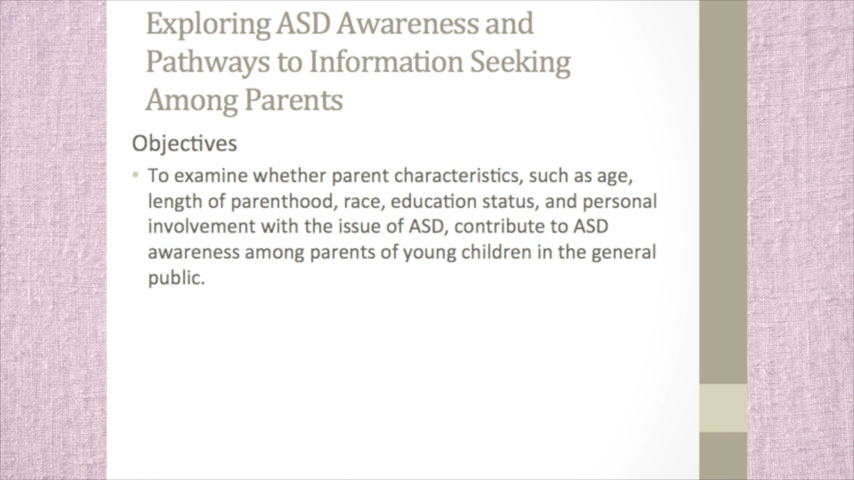 Exploring ASD Awareness and
Pathways to Information Seeking
Among Parents
Objectives
• To examine whether parent characteristics, such as age,
length of parenthood, race, education status, and personal
involvement with the issue of ASD, contribute to ASD
awareness among parents of young children in the general
public.